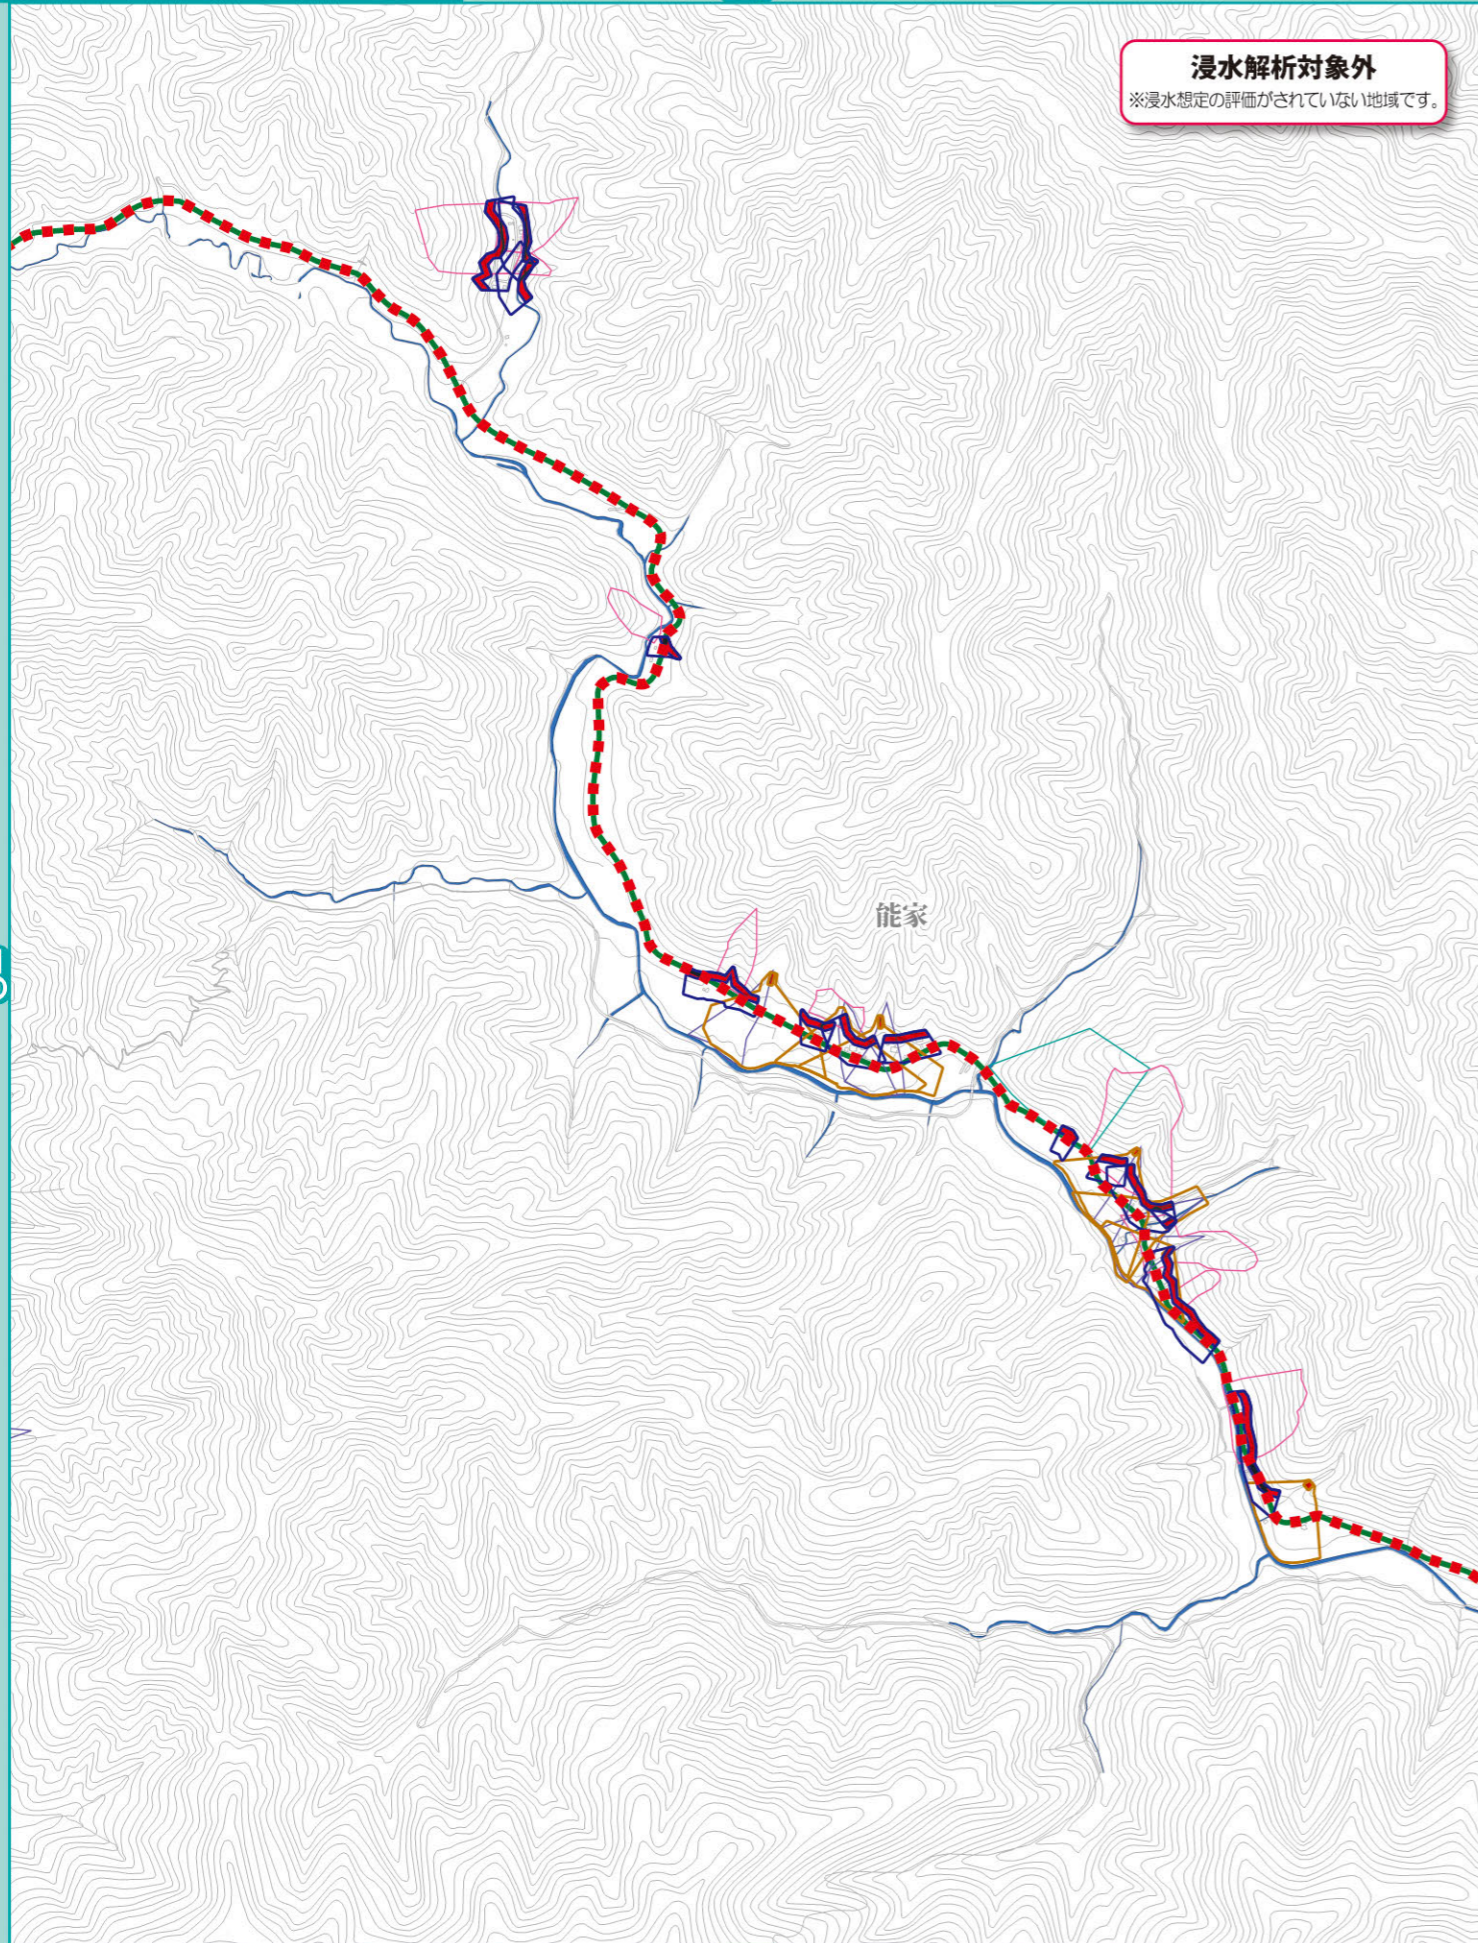 浸水解析対象外
※浸水想定の評価がされていない地域です。
能家